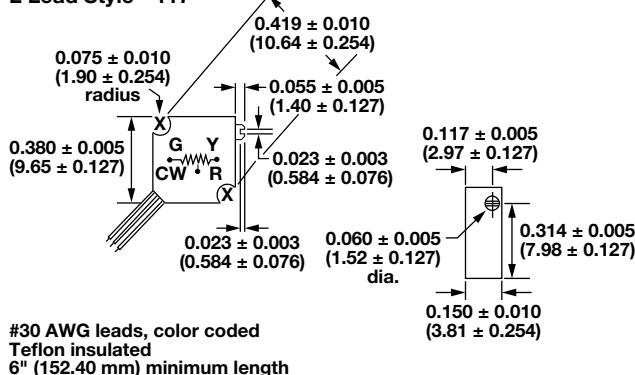 0.419 ± 0.010
(10.64 ± 0.254)
0.075 ± 0.010
(1.90 ± 0.254)
radius
0.055 ± 0.005
(1.40 ± 0.127)
X
G Y
CW R
X
0.380 ± 0.005
(9.65 ± 0.127)
0.023 ± 0.003
(0.584 ± 0.076)
0.023 ± 0.003
(0.584 ± 0.076)
0.117 ± 0.005
(2.97 ± 0.127)
0.060 ± 0.005
(1.52 ± 0.127)
dia.
0.314 ± 0.005
(7.98 ± 0.127)
0.150 ± 0.010
(3.81 ± 0.254)
#30 AWG leads, color coded
Teflon insulated
6" (152.40 mm) minimum length